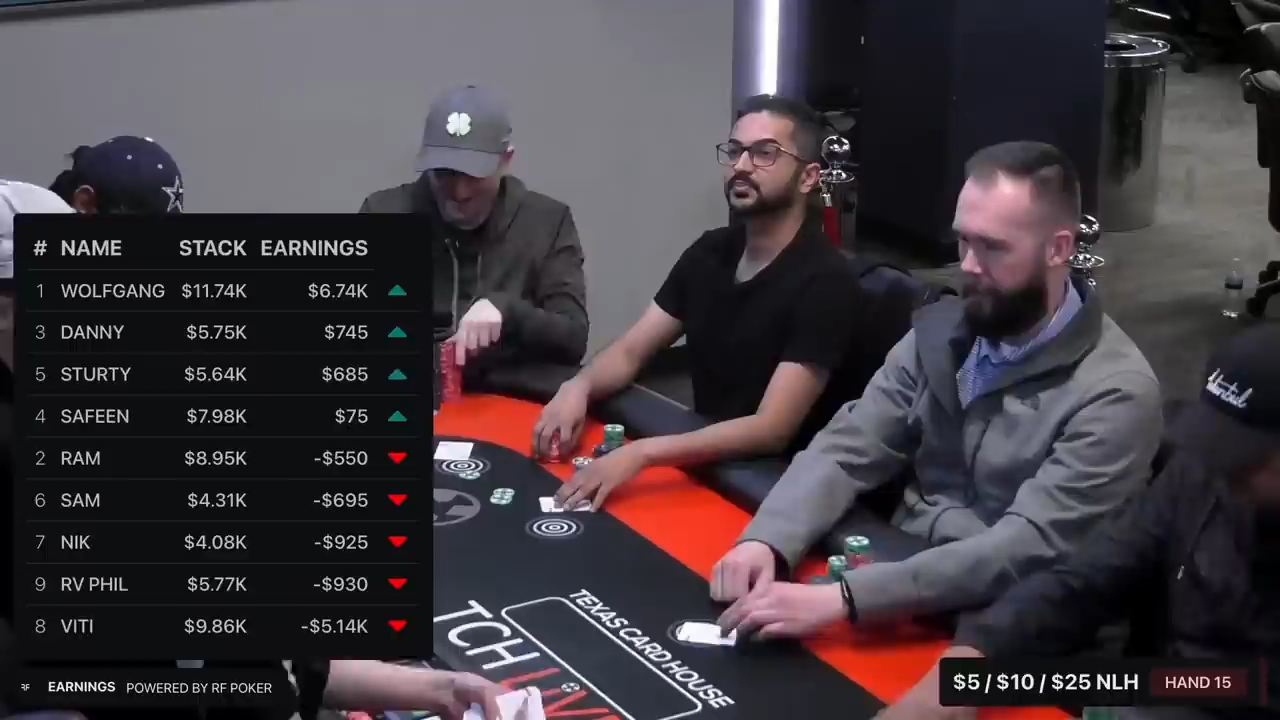 # NAME STACK EARNINGS
1 WOLFGANG $11.74K $6.74K
3 DANNY $5.75K $745
5 STURTY $5.64K $685
4 SAFEEN $7.98K $75
2 RAM $8.95K -$550
6 SAM $4.31K -$695
7 NIK $4.08K -$925
9 RV PHIL $5.77K -$930
8 VITI $9.86K -$5.14K
RF EARNINGS POWERED BY RF POKER
TEXAS CARD HOUSE
TCH LIVE
$5 / $10 / $25 NLH HAND 15